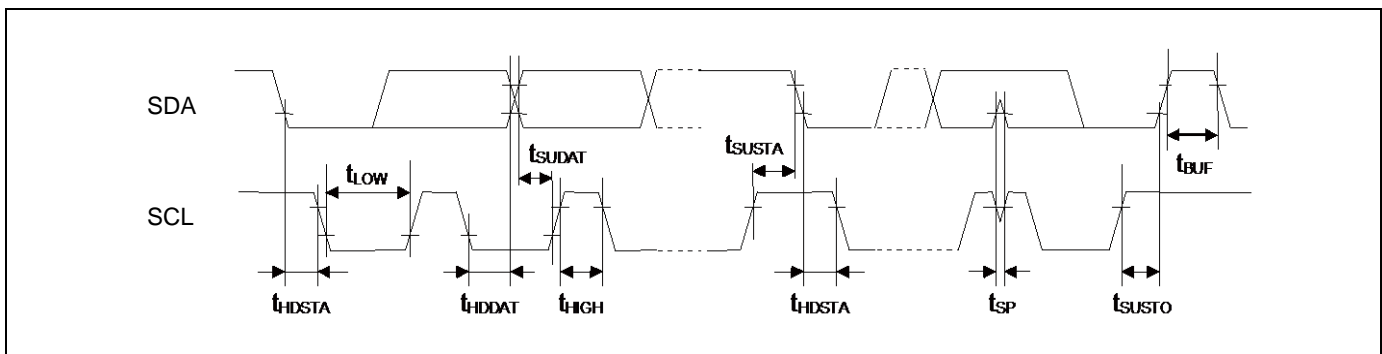 SDA
tSUDAT
tSUSTA
tBUF
tLOW
SCL
tHDSTA
tHDDAT
tHIGH
tHDSTA
tSP
tSUSTO